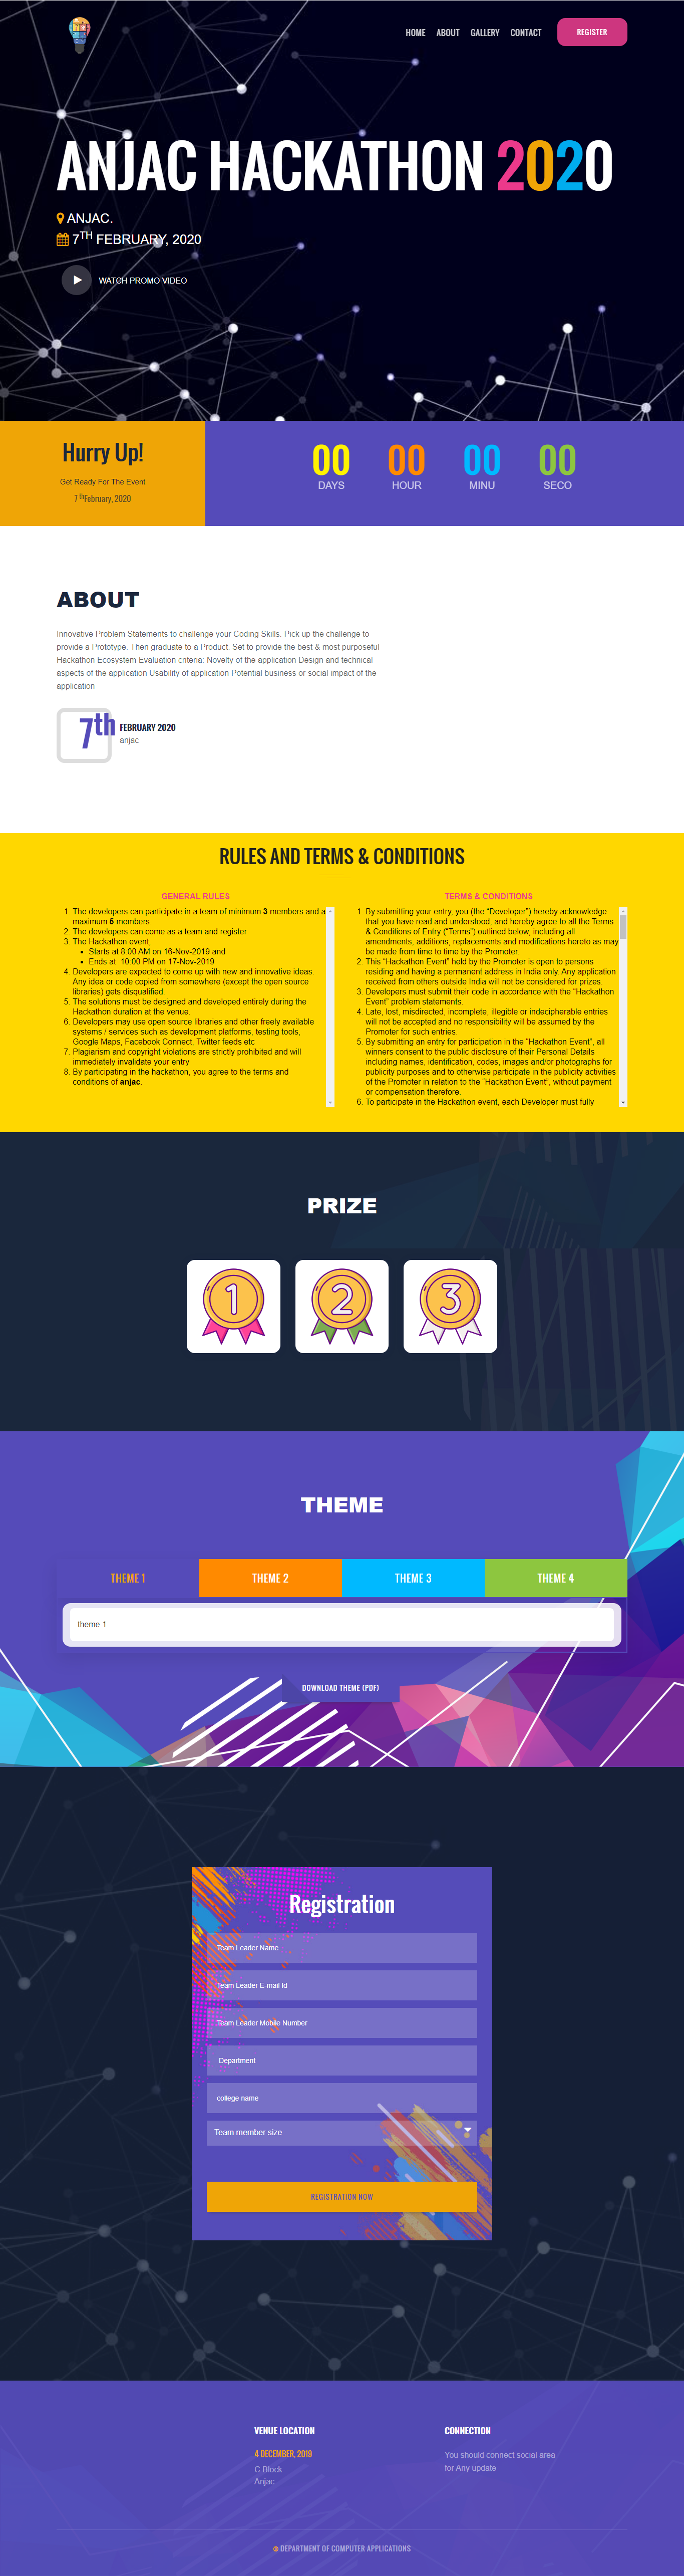 HOME ABOUT GALLERY CONTACT REGISTER
ANJAC HACKATHON 2020
ANJAC.
7TH FEBRUARY, 2020
WATCH PROMO VIDEO
Hurry Up!
Get Ready For The Event
7 thFebruary, 2020
00 00 00 00
DAYS HOUR MINU SECO
ABOUT
Innovative Problem Statements to challenge your Coding Skills. Pick up the challenge to
provide a Prototype. Then graduate to a Product. Set to provide the best & most purposeful
Hackathon Ecosystem Evaluation criteria: Novelty of the application Design and technical
aspects of the application Usability of application Potential business or social impact of the
application
7th
FEBRUARY 2020
anjac
RULES AND TERMS & CONDITIONS
GENERAL RULES
1. The developers can participate in a team of minimum 3 members and a
maximum 5 members.
2. The developers can come as a team and register
3. The Hackathon event,
• Starts at 8:00 AM on 16-Nov-2019 and
• Ends at 10:00 PM on 17-Nov-2019
4. Developers are expected to come up with new and innovative ideas.
Any idea or code copied from somewhere (except the open source
libraries) gets disqualified.
5. The solutions must be designed and developed entirely during the
Hackathon duration at the venue.
6. Developers may use open source libraries and other freely available
systems / services such as development platforms, testing tools,
Google Maps, Facebook Connect, Twitter feeds etc
7. Plagiarism and copyright violations are strictly prohibited and will
immediately invalidate your entry
8. By participating in the hackathon, you agree to the terms and
conditions of anjac.
TERMS & CONDITIONS
1. By submitting your entry, you (the "Developer") hereby acknowledge
that you have read and understood, and hereby agree to all the Terms
& Conditions of Entry ("Terms") outlined below, including all
amendments, additions, replacements and modifications hereto as may
be made from time to time by the Promoter.
2. This "Hackathon Event" held by the Promoter is open to persons
residing and having a permanent address in India only. Any application
received from others outside India will not be considered for prizes.
3. Developers must submit their code in accordance with the "Hackathon
Event" problem statements.
4. Late, lost, misdirected, incomplete, illegible or indecipherable entries
will not be accepted and no responsibility will be assumed by the
Promoter for such entries.
5. By submitting an entry for participation in the "Hackathon Event", all
winners consent to the public disclosure of their Personal Details
including names, identification, codes, images and/or photographs for
publicity purposes and to otherwise participate in the publicity activities
of the Promoter in relation to the "Hackathon Event", without payment
or compensation therefore.
6. To participate in the Hackathon event, each Developer must fully
PRIZE
1 2 3
THEME
THEME 1 THEME 2 THEME 3 THEME 4
theme 1
DOWNLOAD THEME (PDF)
Registration
Team Leader Name
Team Leader E-mail Id
Team Leader Mobile Number
Department
college name
Team member size
REGISTRATION NOW
VENUE LOCATION
4 DECEMBER, 2019
C Block
Anjac
CONNECTION
You should connect social area
for Any update
© DEPARTMENT OF COMPUTER APPLICATIONS